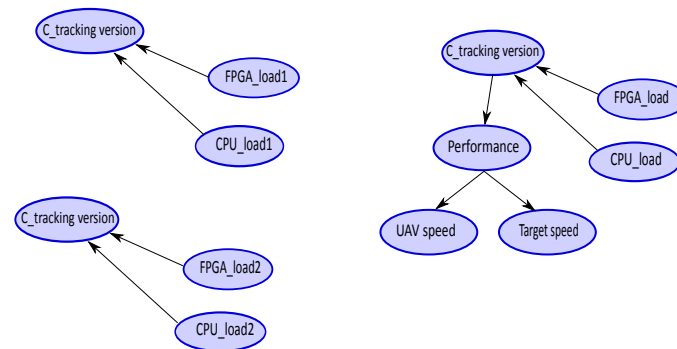 C_tracking version
FPGA_load1
CPU_load1
C_tracking version
FPGA_load2
CPU_load2
C_tracking version
FPGA_load
CPU_load
Performance
UAV speed
Target speed